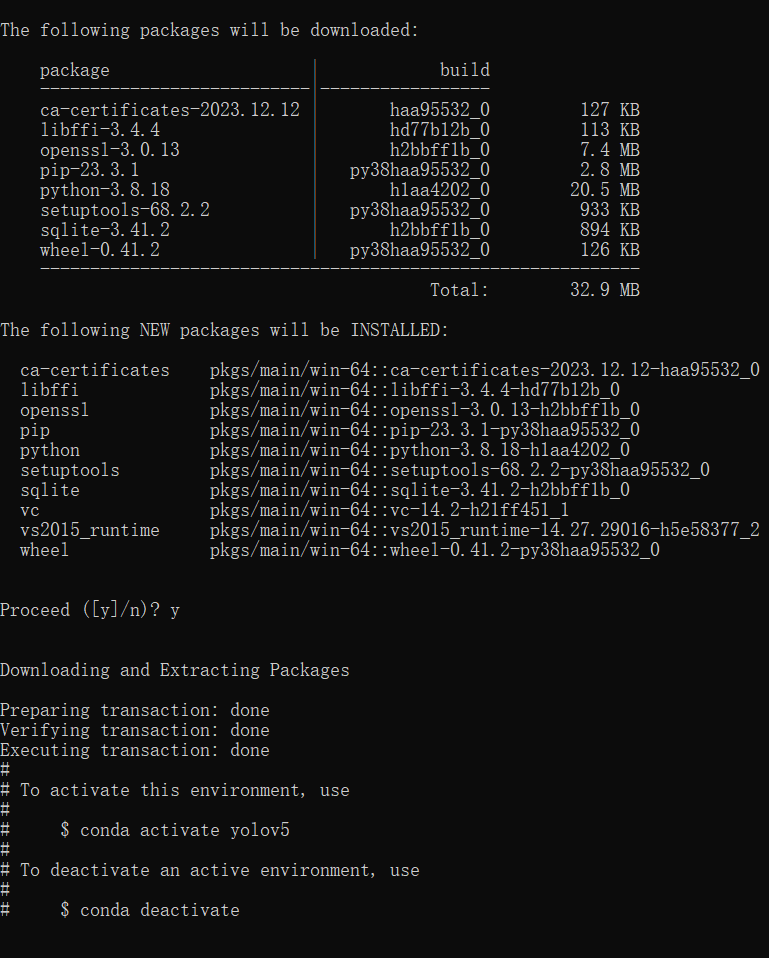 The following packages will be downloaded:
package | build
---------------------------|-----------------
ca-certificates-2023.12.12 | haa95532_0 127 KB
libffi-3.4.4 | hd77b12b_0 113 KB
openssl-3.0.13 | h2bbff1b_0 7.4 MB
pip-23.3.1 | py38haa95532_0 2.8 MB
python-3.8.18 | h1aa4202_0 20.5 MB
setuptools-68.2.2 | py38haa95532_0 933 KB
sqlite-3.41.2 | h2bbff1b_0 894 KB
wheel-0.41.2 | py38haa95532_0 126 KB
------------------------------------------------------------
Total: 32.9 MB
The following NEW packages will be INSTALLED:
ca-certificates pkgs/main/win-64::ca-certificates-2023.12.12-haa95532_0
libffi pkgs/main/win-64::libffi-3.4.4-hd77b12b_0
openssl pkgs/main/win-64::openssl-3.0.13-h2bbff1b_0
pip pkgs/main/win-64::pip-23.3.1-py38haa95532_0
python pkgs/main/win-64::python-3.8.18-h1aa4202_0
setuptools pkgs/main/win-64::setuptools-68.2.2-py38haa95532_0
sqlite pkgs/main/win-64::sqlite-3.41.2-h2bbff1b_0
vc pkgs/main/win-64::vc-14.2-h21ff451_1
vs2015_runtime pkgs/main/win-64::vs2015_runtime-14.27.29016-h5e58377_2
wheel pkgs/main/win-64::wheel-0.41.2-py38haa95532_0
Proceed ([y]/n)? y
Downloading and Extracting Packages
Preparing transaction: done
Verifying transaction: done
Executing transaction: done
#
# To activate this environment, use
#
# $ conda activate yolov5
#
# To deactivate an active environment, use
#
# $ conda deactivate